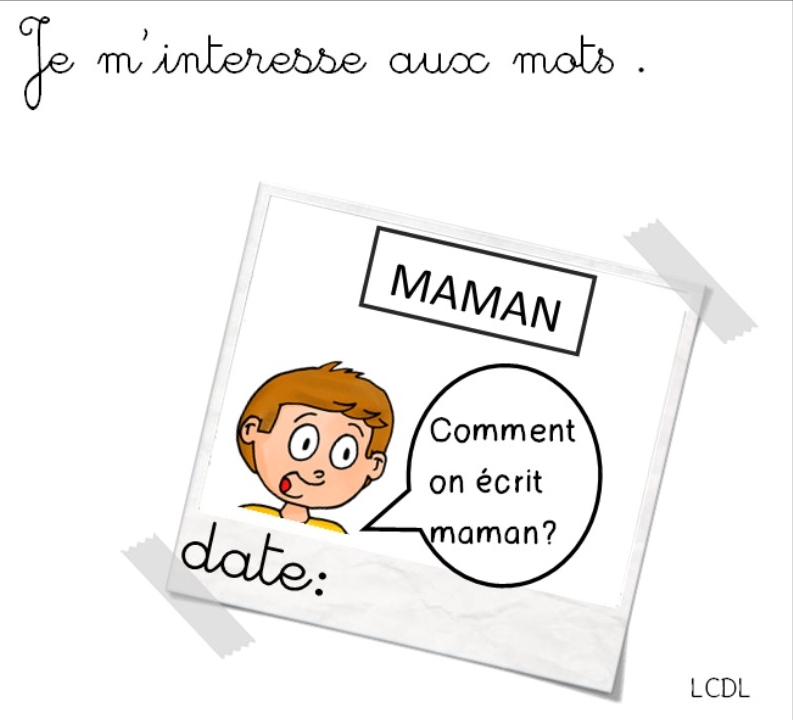 Je m'interesse aux mots .
MAMAN
Comment
on écrit
maman?
date:
LCDL